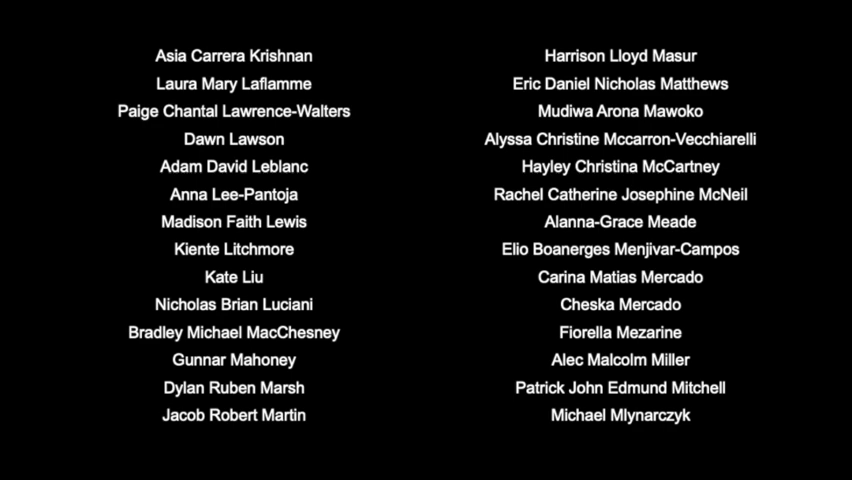 Asia Carrera Krishnan
Laura Mary Laflamme
Paige Chantal Lawrence-Walters
Dawn Lawson
Adam David Leblanc
Anna Lee-Pantoja
Madison Faith Lewis
Kiente Litchmore
Kate Liu
Nicholas Brian Luciani
Bradley Michael MacChesney
Gunnar Mahoney
Dylan Ruben Marsh
Jacob Robert Martin
Harrison Lloyd Masur
Eric Daniel Nicholas Matthews
Mudiwa Arona Mawoko
Alyssa Christine Mccarron-Vecchiarelli
Hayley Christina McCartney
Rachel Catherine Josephine McNeil
Alanna-Grace Meade
Elio Boanerges Menjivar-Campos
Carina Matias Mercado
Cheska Mercado
Fiorella Mezarine
Alec Malcolm Miller
Patrick John Edmund Mitchell
Michael Mlynarczyk